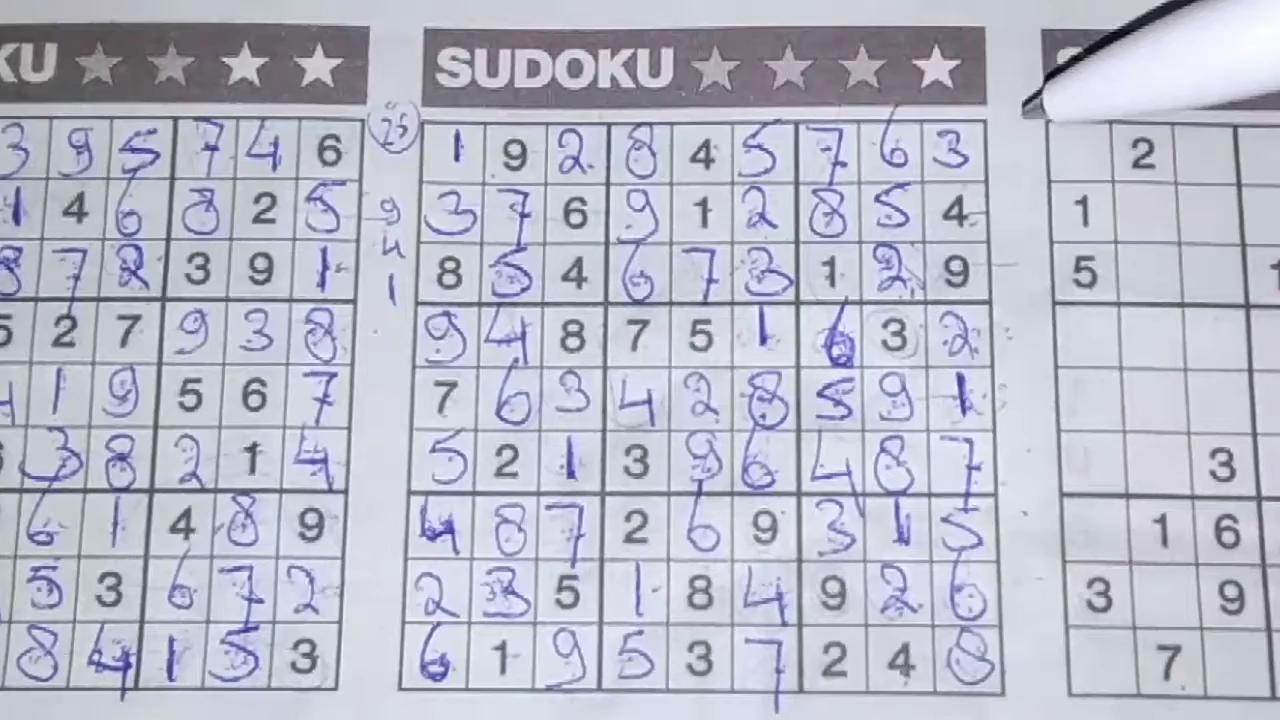 KU
3 9 5 7 4 6
1 4 6 8 2 5
8 7 2 3 9 1
5 2 7 9 3 8
4 1 9 5 6 7
3 8 2 1 4
6 1 4 8 9
5 3 6 7 2
8 4 1 5 3
25
9
4
1
SUDOKU
1 9 2 8 4 5 7 6 3
3 7 6 9 1 2 8 5 4
8 5 4 6 7 3 1 2 9
9 4 8 7 5 1 6 3 2
7 6 3 4 2 8 5 9 1
5 2 1 3 9 6 4 8 7
4 8 7 2 6 9 3 1 5
2 3 5 1 8 4 9 2 6
6 1 9 5 3 7 2 4 8
2
1
5 1
3
1 6
3 9
7